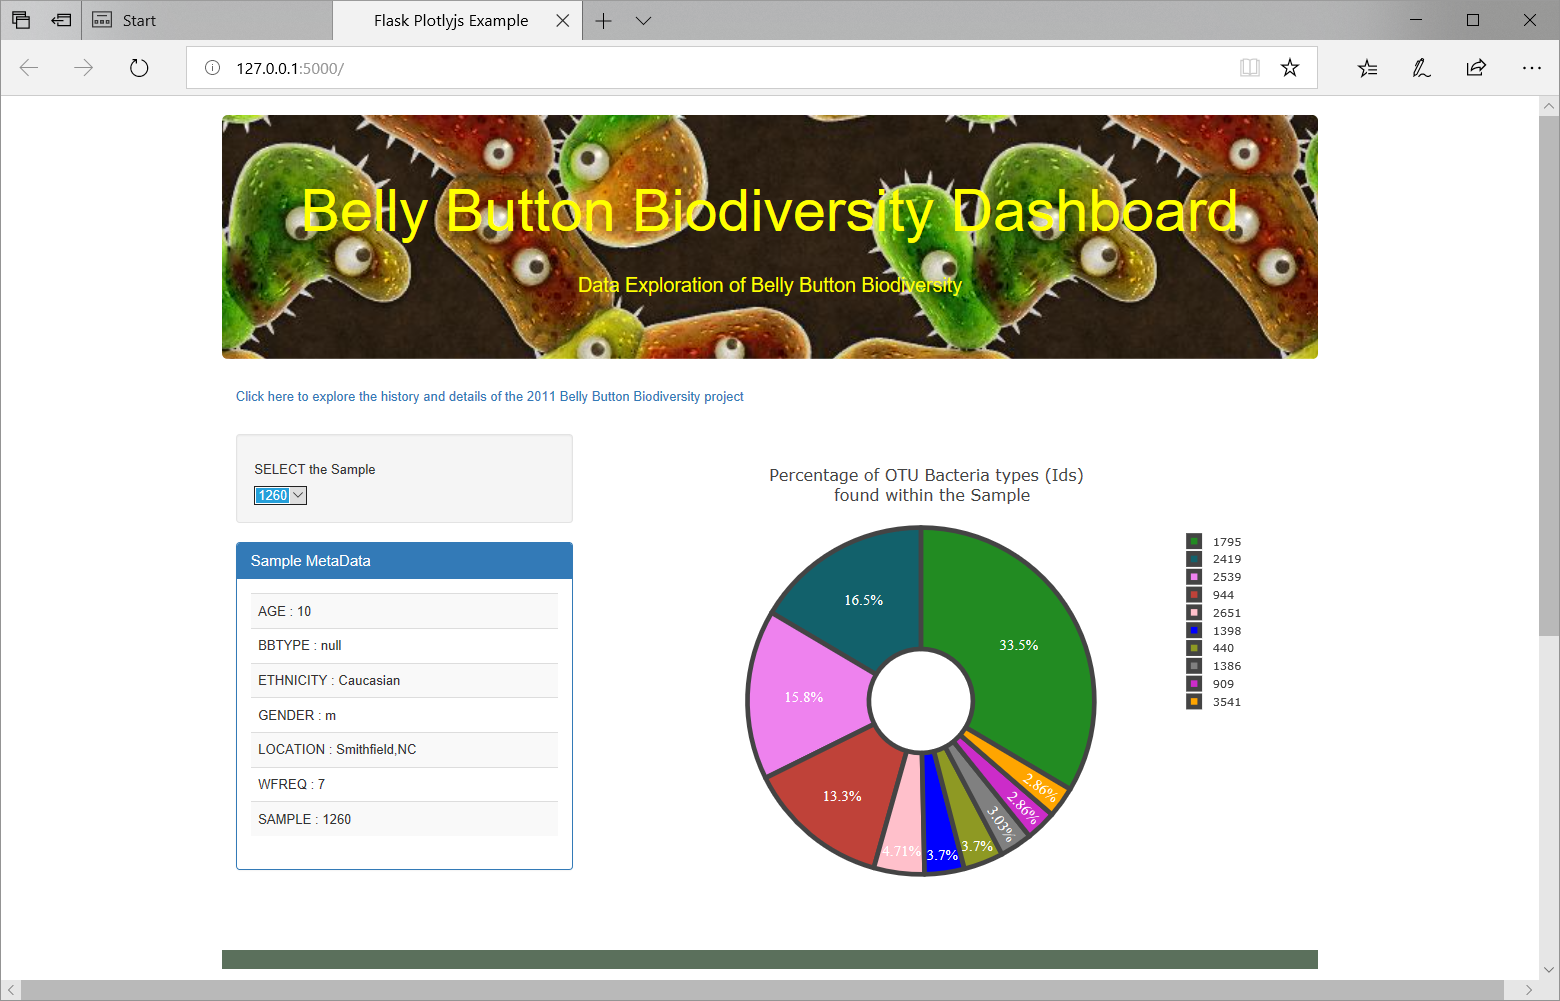 Start
Flask Plotlyjs Example
127.0.0.1:5000/
Belly Button Biodiversity Dashboard
Data Exploration of Belly Button Biodiversity
Click here to explore the history and details of the 2011 Belly Button Biodiversity project
SELECT the Sample
1260
Sample MetaData
AGE : 10
BBTYPE : null
ETHNICITY : Caucasian
GENDER : m
LOCATION : Smithfield,NC
WFREQ : 7
SAMPLE : 1260
Percentage of OTU Bacteria types (Ids)
found within the Sample
33.5%
16.5%
15.8%
13.3%
4.71%
3.7%
3.7%
3.03%
2.86%
2.86%
1795
2419
2539
944
2651
1398
440
1386
909
3541